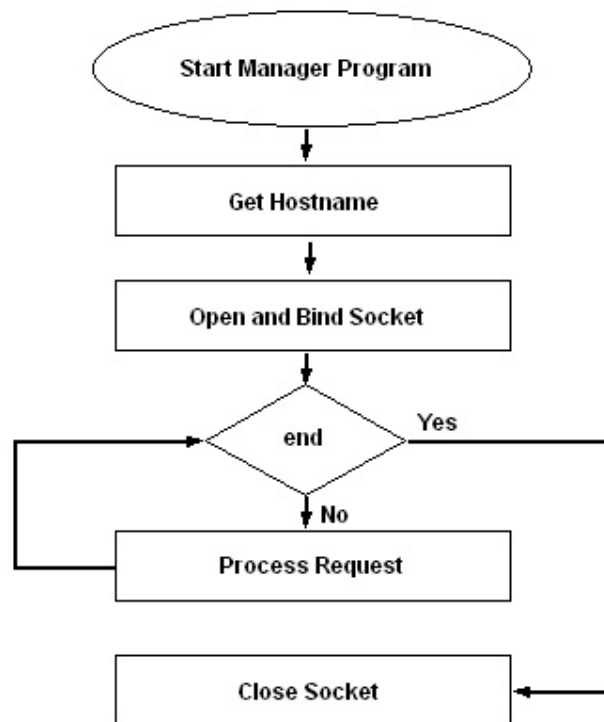 Start Manager Program
Get Hostname
Open and Bind Socket
end
Yes
No
Process Request
Close Socket